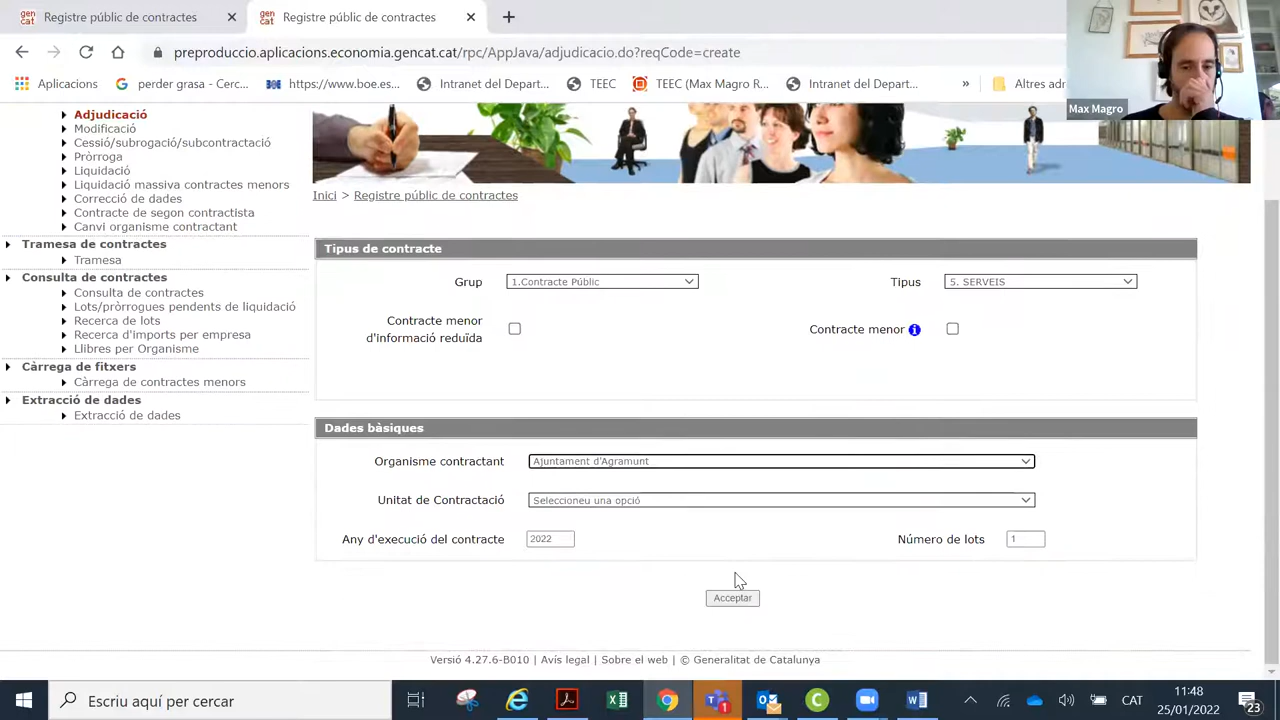 gen cat Registre públic de contractes
gen cat Registre públic de contractes
preproduccio.aplicacions.economia.gencat.cat/rpc/AppJava/adjudicacio.do?reqCode=create
Aplicacions
perder grasa - Cerc...
https://www.boe.es...
Intranet del Depart...
TEEC
TEEC (Max Magro R...
Intranet del Depart...
»
Altres adr
Max Magro
Adjudicació
Modificació
Cessió/subrogació/subcontractació
Pròrroga
Liquidació
Liquidació massiva contractes menors
Correcció de dades
Contracte de segon contractista
Canvi organisme contractant
Tramesa de contractes
Tramesa
Consulta de contractes
Consulta de contractes
Lots/pròrrogues pendents de liquidació
Recerca de lots
Recerca d'imports per empresa
Llibres per Organisme
Càrrega de fitxers
Càrrega de contractes menors
Extracció de dades
Extracció de dades
Inici > Registre públic de contractes
Tipus de contracte
Grup 1.Contracte Públic Tipus 5. SERVEIS
Contracte menor
d'informació reduïda
Contracte menor
Dades bàsiques
Organisme contractant Ajuntament d'Agramunt
Unitat de Contractació Seleccioneu una opció
Any d'execució del contracte 2022 Número de lots 1
Acceptar
Versió 4.27.6-B010 | Avís legal | Sobre el web | © Generalitat de Catalunya
Escriu aquí per cercar
1
CAT
11:48
25/01/2022
23